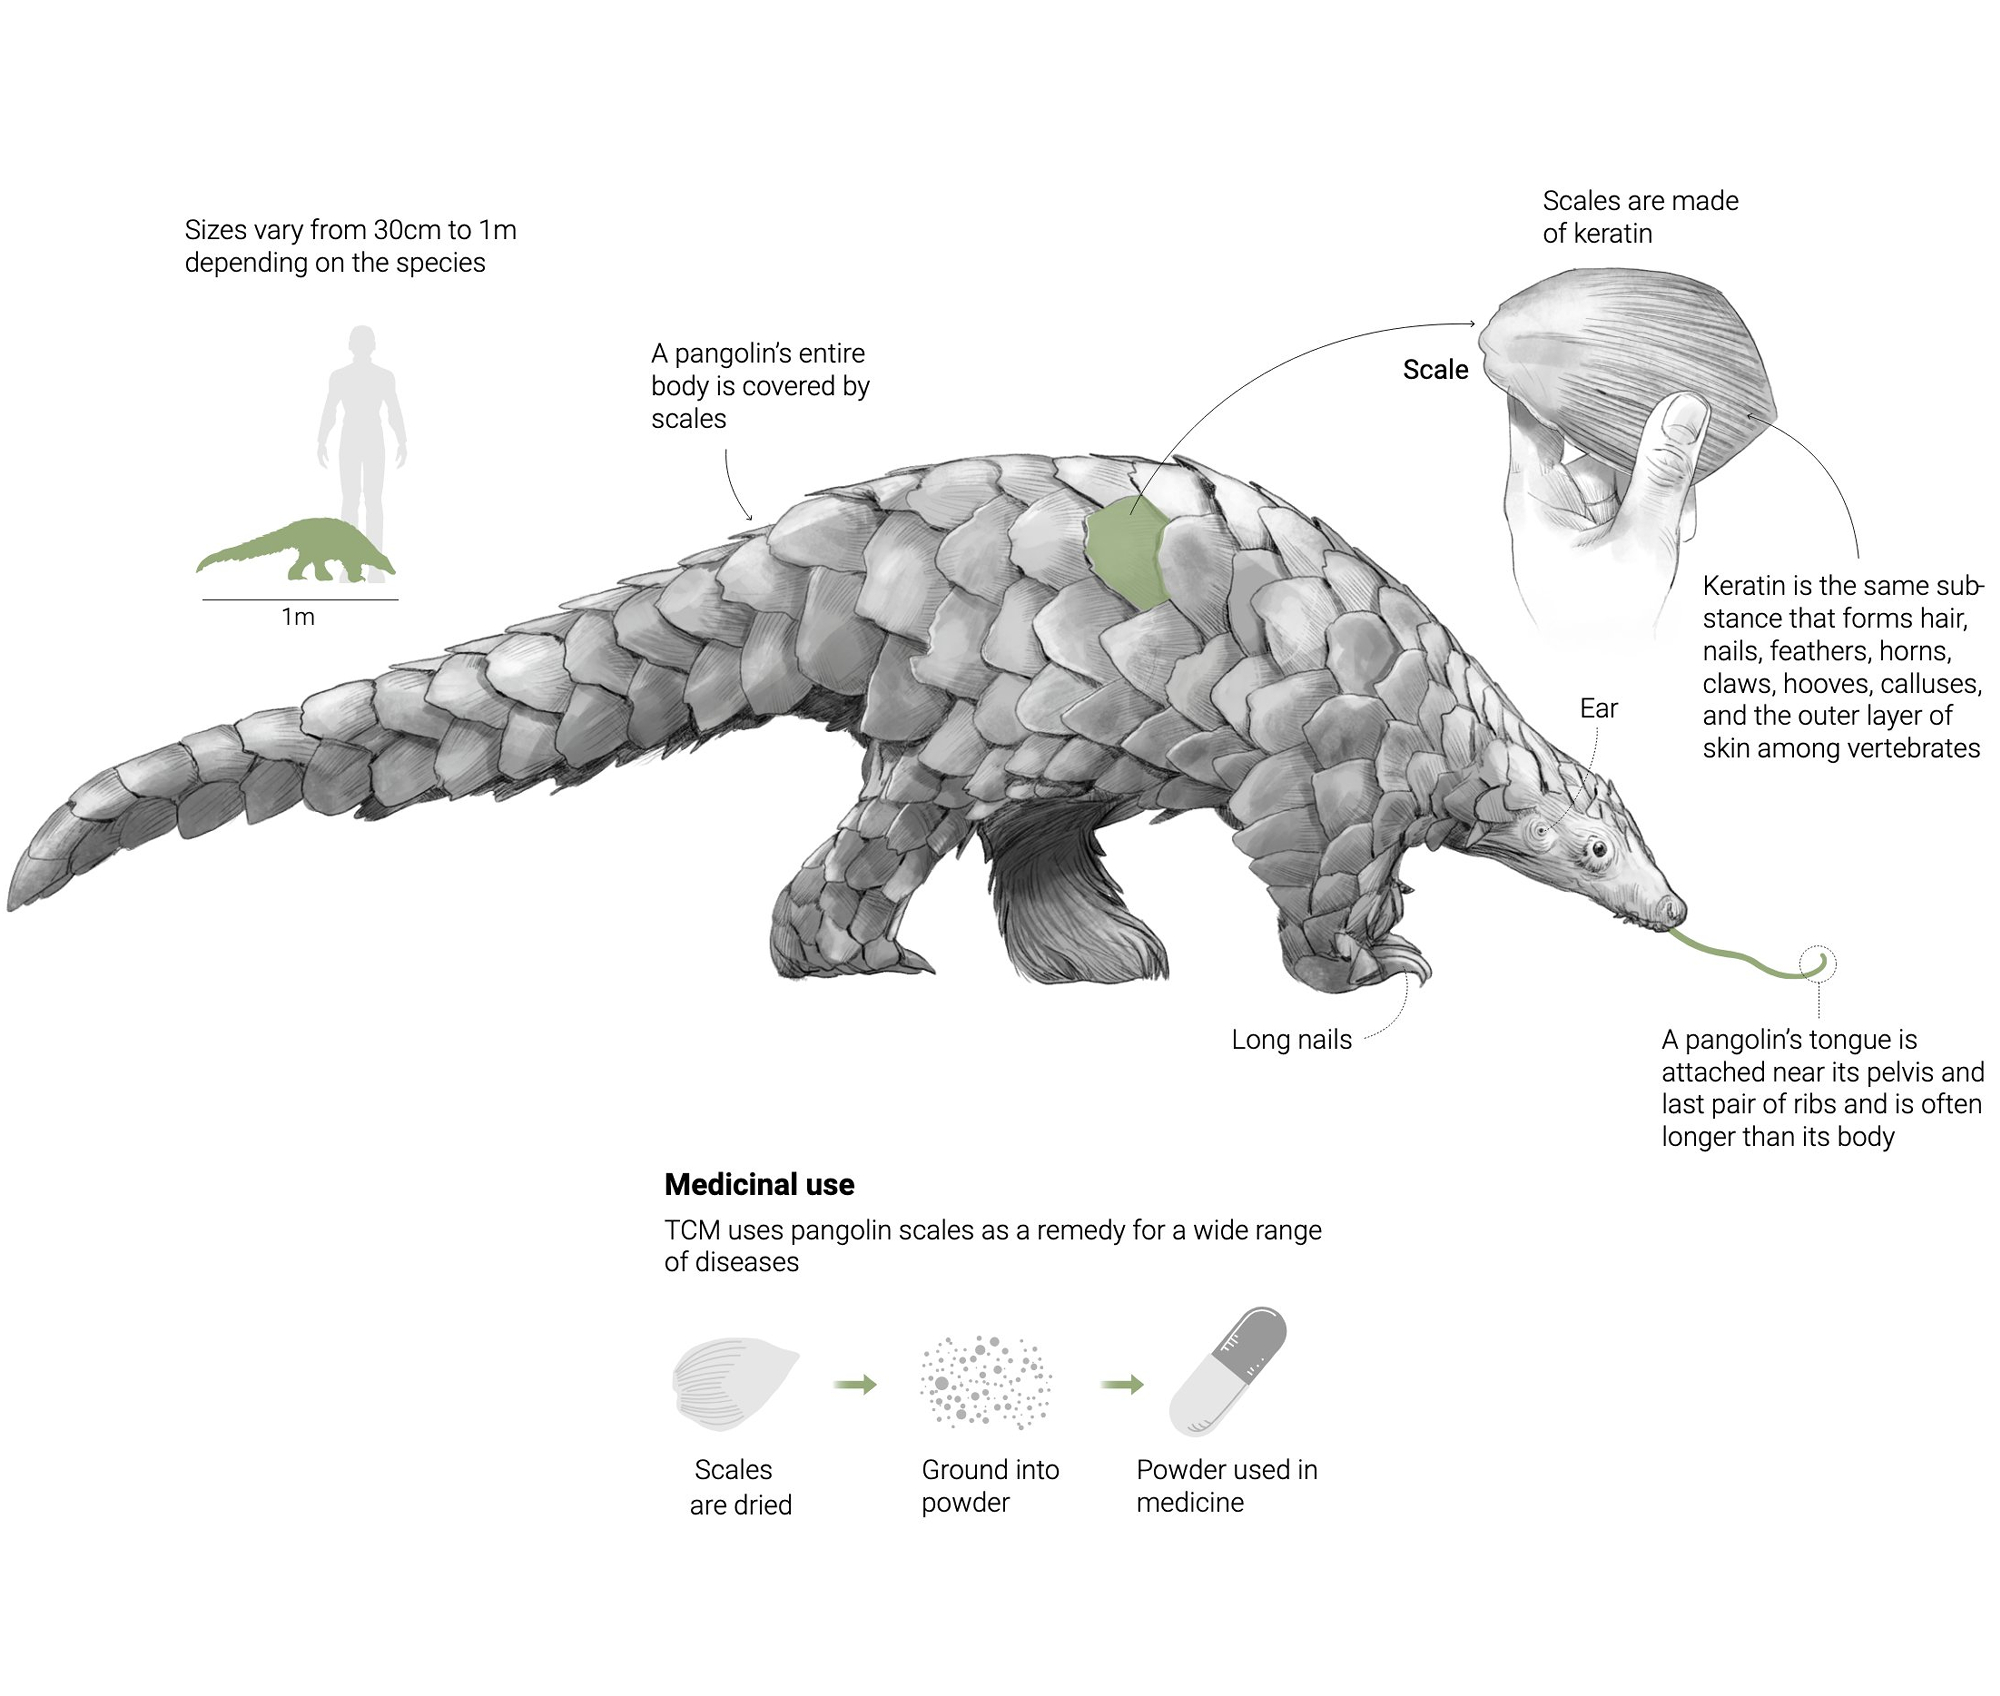 Sizes vary from 30cm to 1m
depending on the species
1m
A pangolin’s entire
body is covered by
scales
Scales are made
of keratin
Scale
Keratin is the same sub-
stance that forms hair,
nails, feathers, horns,
claws, hooves, calluses,
and the outer layer of
skin among vertebrates
Ear
Long nails
A pangolin’s tongue is
attached near its pelvis and
last pair of ribs and is often
longer than its body
Medicinal use
TCM uses pangolin scales as a remedy for a wide range
of diseases
Scales
are dried
Ground into
powder
Powder used in
medicine